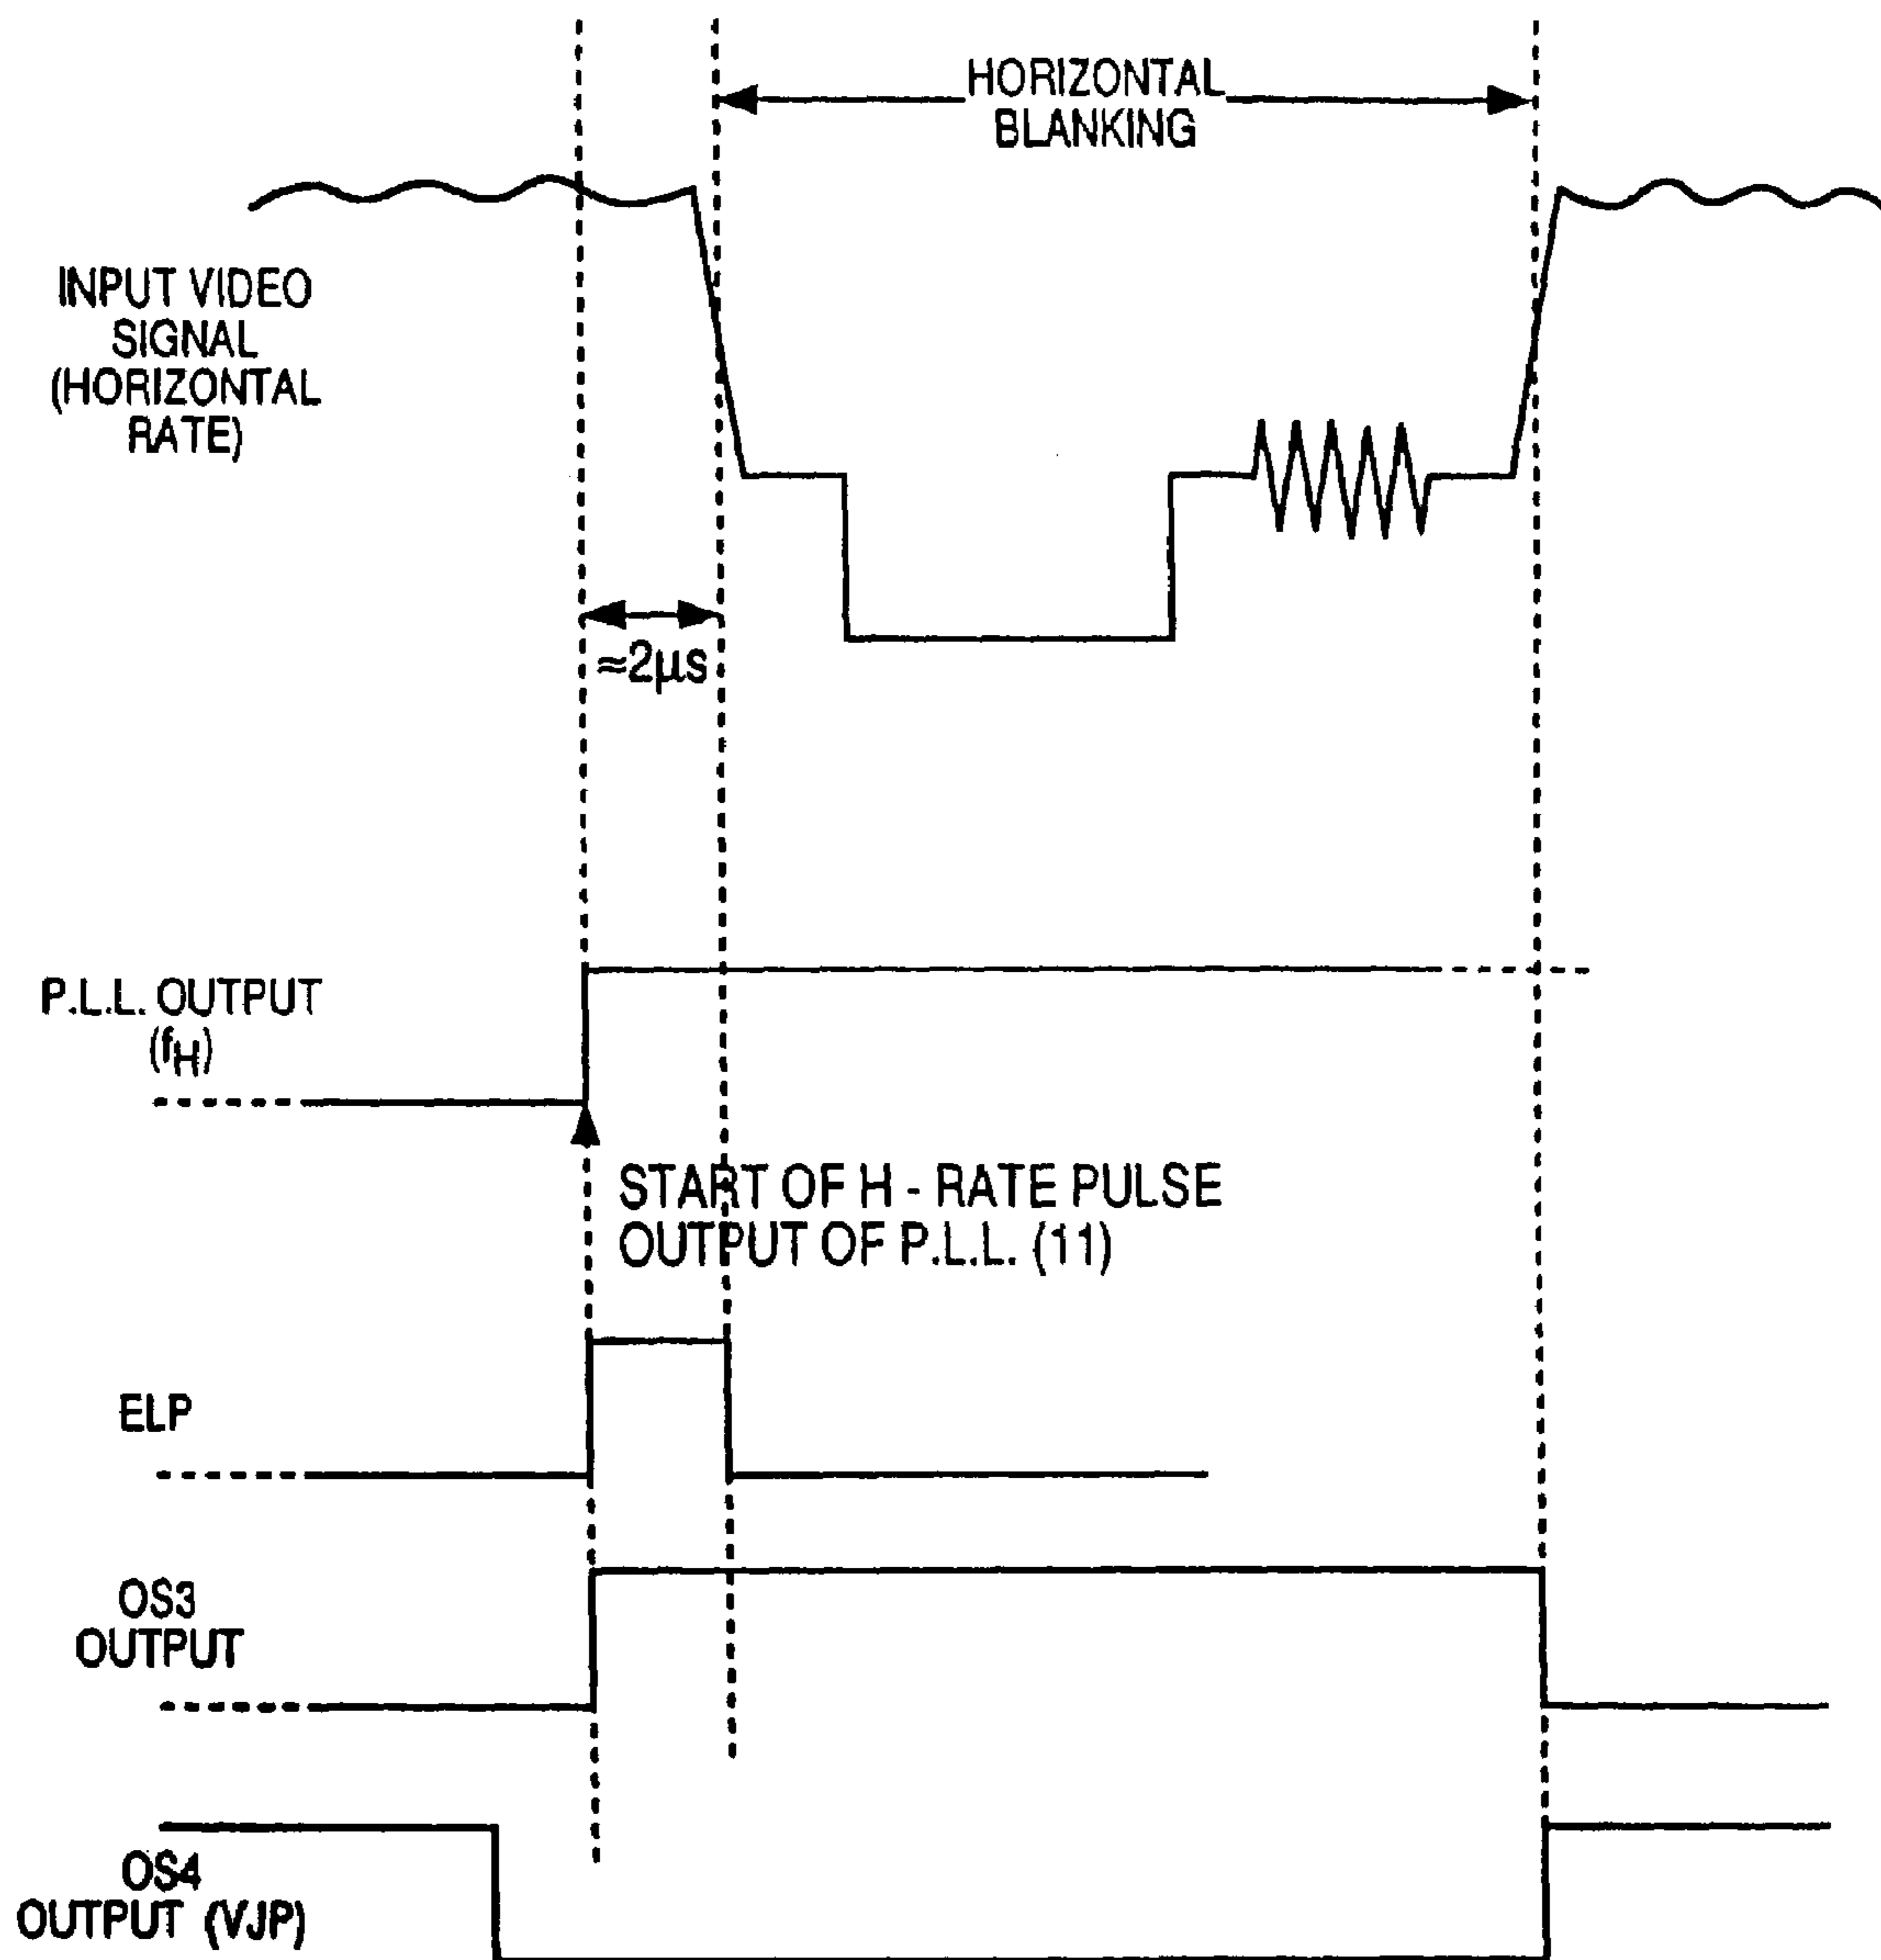 HORIZONTAL
BLANKING
INPUT VIDEO
SIGNAL
(HORIZONTAL
RATE)
≈2μs
P.L.L. OUTPUT
(fH)
START OF H - RATE PULSE
OUTPUT OF P.L.L. (11)
ELP
OS3
OUTPUT
OS4
OUTPUT (VJP)